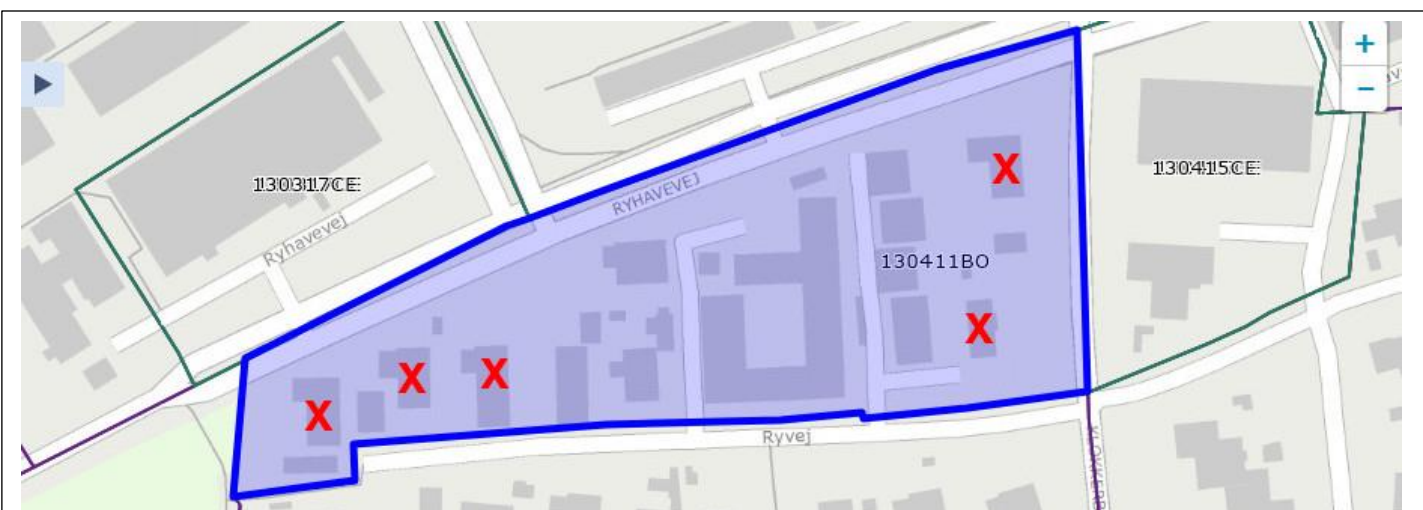 +
−
X
130317CE
RYHAVEVEJ
130415CE
Ryhavevej
130411BO
X
X
X
X
Ryvej